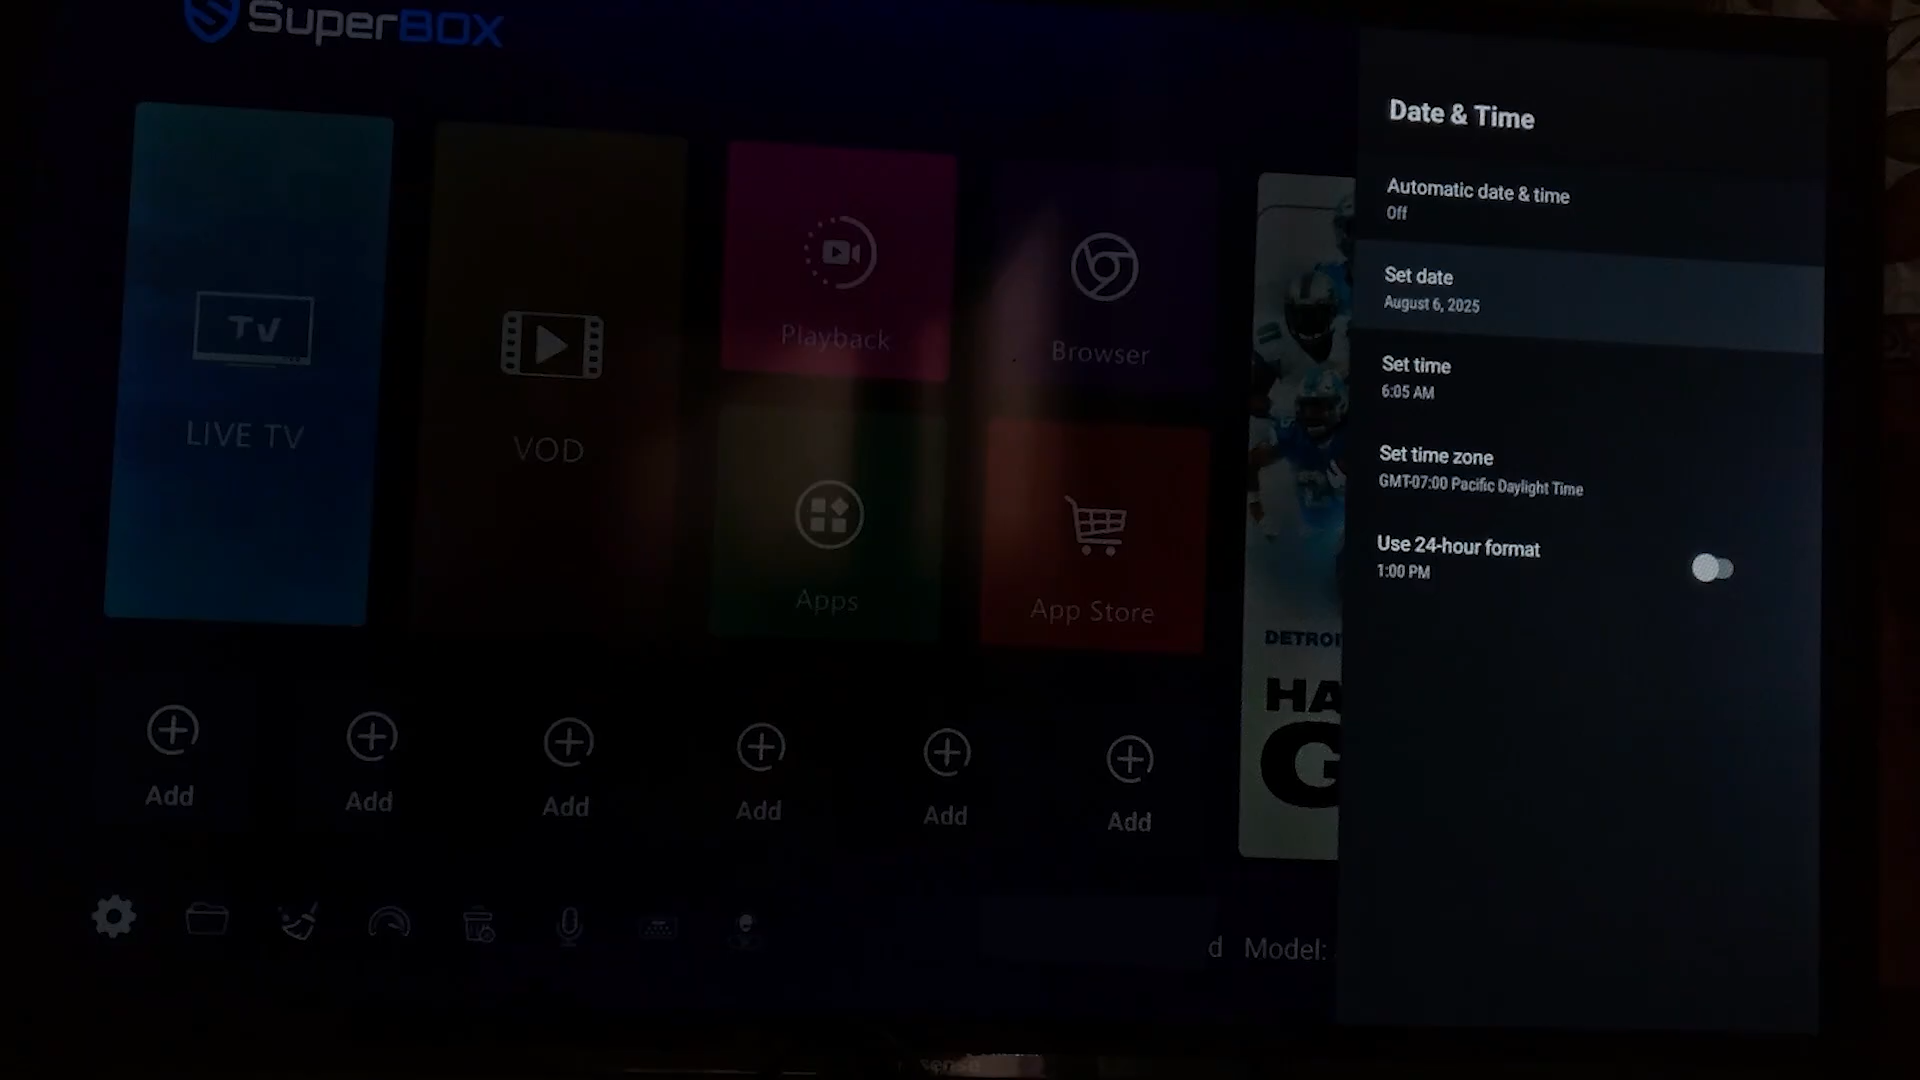 SuperBOX
Date & Time
Automatic date & time
Off
Set date
August 6, 2025
Set time
6:05 AM
Set time zone
GMT-07:00 Pacific Daylight Time
Use 24-hour format
1:00 PM
TV
LIVE TV
VOD
Playback
Browser
Apps
App Store
DETROI
HA
G
Add
Add
Add
Add
Add
Add
d Model: